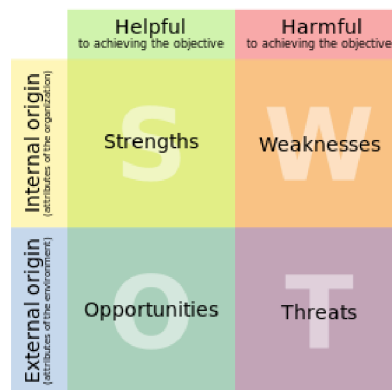 Helpful
to achieving the objective
Harmful
to achieving the objective
Internal origin
(attributes of the organization)
S
Strengths
W
Weaknesses
External origin
(attributes of the environment)
O
Opportunities
T
Threats